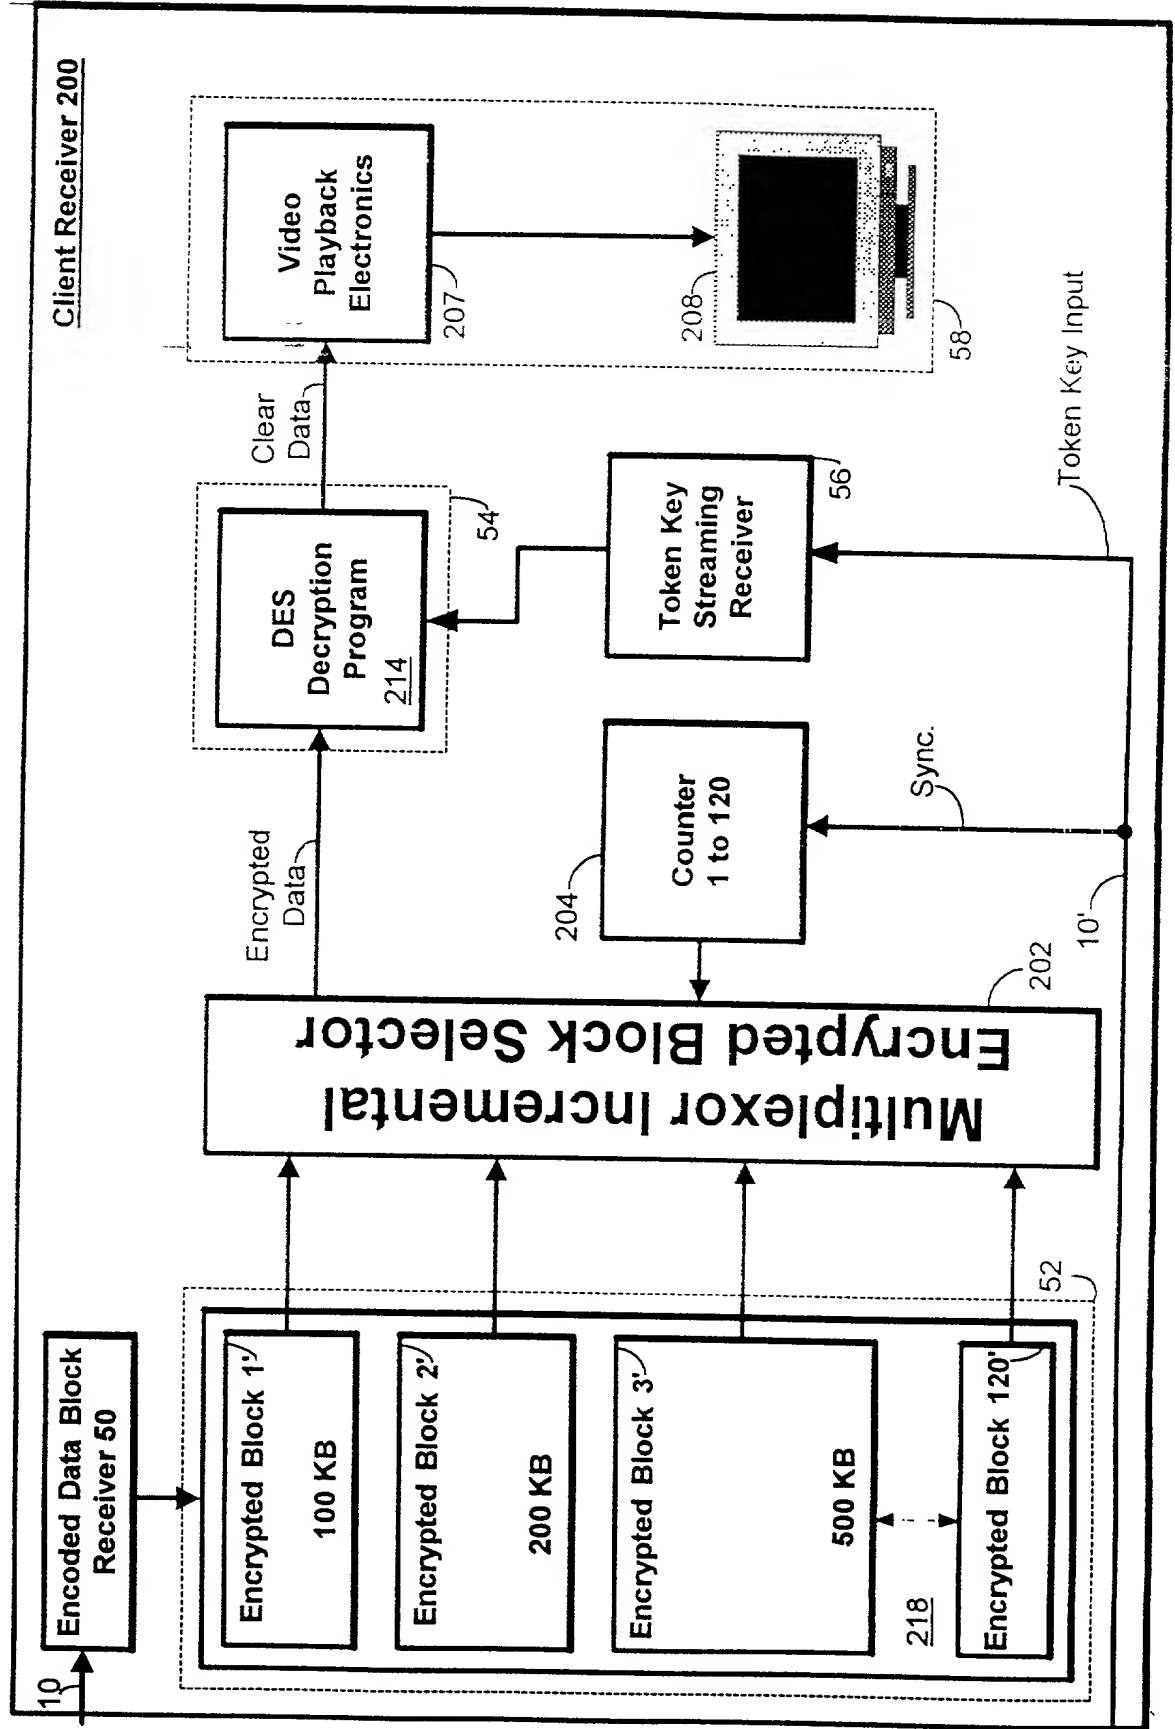 Client Receiver 200
10
Encoded Data Block
Receiver 50
Encrypted Block 1'
100 KB
Encrypted Block 2'
200 KB
Encrypted Block 3'
500 KB
218
Encrypted Block 120'
52
Multiplexor Incremental
Encrypted Block Selector
202
Encrypted
Data
204
Counter
1 to 120
Sync.
10'
DES
Decryption
Program
214
54
Token Key
Streaming
Receiver
56
Token Key Input
Clear
Data
Video
Playback
Electronics
207
208
58